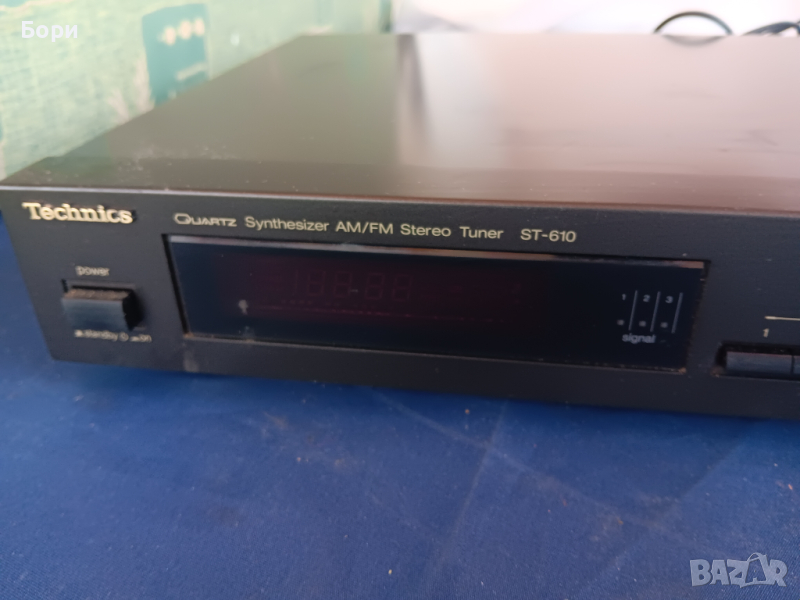 Бори
Technics
QUARTZ Synthesizer AM/FM Stereo Tuner ST-610
power
standby
on
1 2 3
signal
1
BAZAR